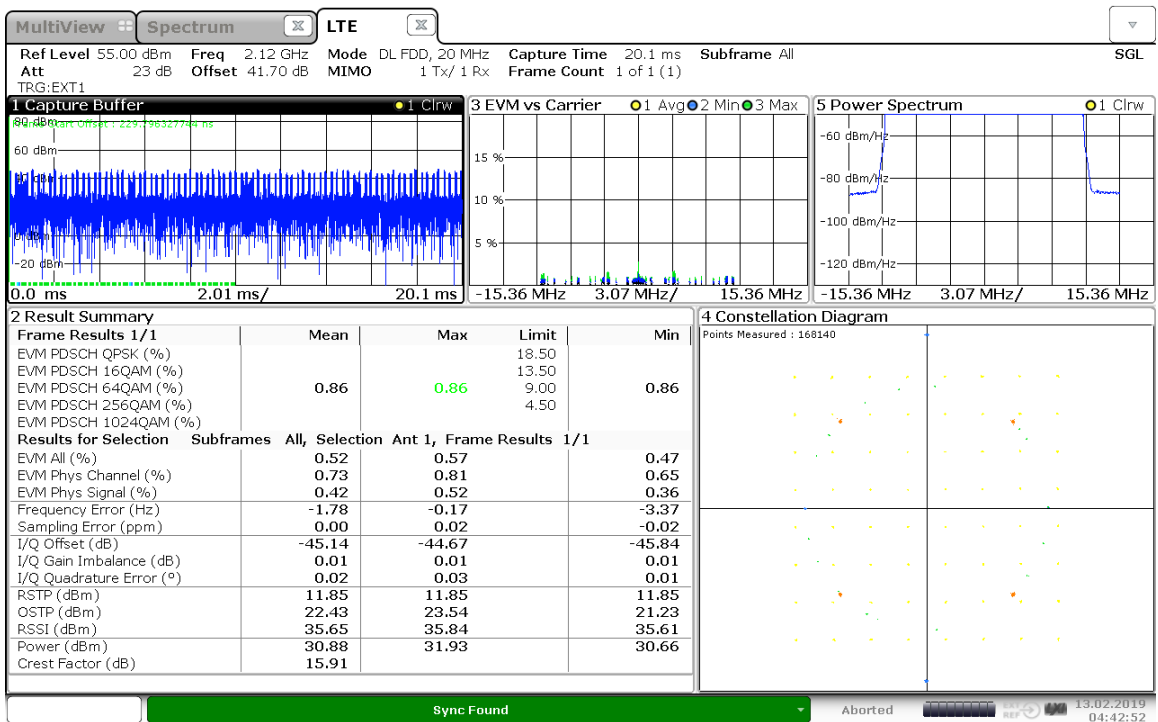 MultiView Spectrum LTE
Ref Level 55.00 dBm Freq 2.12 GHz Mode DL FDD, 20 MHz Capture Time 20.1 ms Subframe All SGL
Att 23 dB Offset 41.70 dB MIMO 1 Tx/ 1 Rx Frame Count 1 of 1 (1)
TRG:EXT1
1 Capture Buffer 1 Clrw
80 dBm
Frame Start Offset : 229.796327744 ns
60 dBm
-20 dBm
0.0 ms 2.01 ms/ 20.1 ms
3 EVM vs Carrier 1 Avg 2 Min 3 Max
15 %
10 %
5 %
-15.36 MHz 3.07 MHz/ 15.36 MHz
5 Power Spectrum 1 Clrw
-60 dBm/Hz
-80 dBm/Hz
-100 dBm/Hz
-120 dBm/Hz
-15.36 MHz 3.07 MHz/ 15.36 MHz
2 Result Summary
Frame Results 1/1 Mean Max Limit Min
EVM PDSCH QPSK (%) 18.50
EVM PDSCH 16QAM (%) 13.50
EVM PDSCH 64QAM (%) 0.86 0.86 9.00 0.86
EVM PDSCH 256QAM (%) 4.50
EVM PDSCH 1024QAM (%)
Results for Selection Subframes All, Selection Ant 1, Frame Results 1/1
EVM All (%) 0.52 0.57 0.47
EVM Phys Channel (%) 0.73 0.81 0.65
EVM Phys Signal (%) 0.42 0.52 0.36
Frequency Error (Hz) -1.78 -0.17 -3.37
Sampling Error (ppm) 0.00 0.02 -0.02
I/Q Offset (dB) -45.14 -44.67 -45.84
I/Q Gain Imbalance (dB) 0.01 0.01 0.01
I/Q Quadrature Error (°) 0.02 0.03 0.01
RSTP (dBm) 11.85 11.85 11.85
OSTP (dBm) 22.43 23.54 21.23
RSSI (dBm) 35.65 35.84 35.61
Power (dBm) 30.88 31.93 30.66
Crest Factor (dB) 15.91
4 Constellation Diagram
Points Measured : 168140
Sync Found
Aborted
EXT REF
13.02.2019
04:42:52